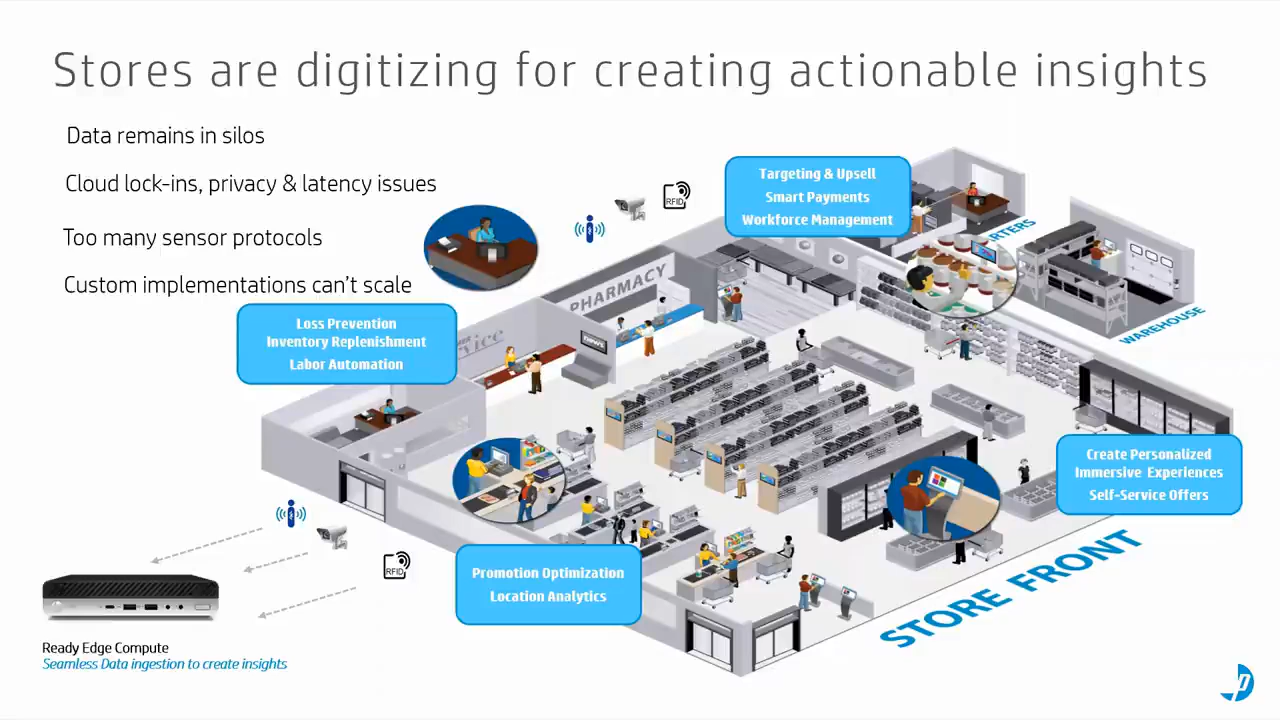 Stores are digitizing for creating actionable insights
Data remains in silos
Cloud lock-ins, privacy & latency issues
Too many sensor protocols
Custom implementations can't scale
RFID
Targeting & Upsell
Smart Payments
Workforce Management
WAREHOUSE
PHARMACY
Loss Prevention
Inventory Replenishment
Labor Automation
Create Personalized
Immersive Experiences
Self-Service Offers
RFID
Promotion Optimization
Location Analytics
STORE FRONT
Ready Edge Compute
Seamless Data ingestion to create insights